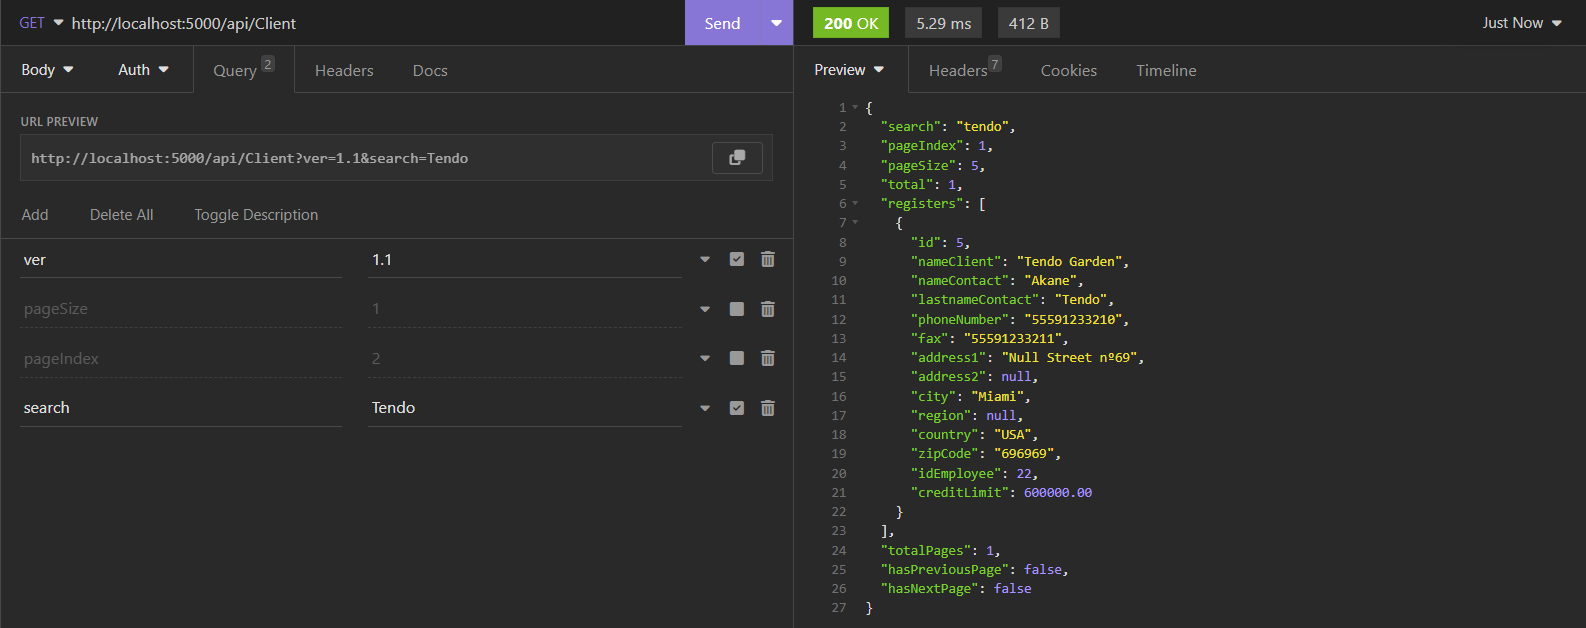 GET http://localhost:5000/api/Client Send
Body Auth Query 2 Headers Docs
URL PREVIEW
http://localhost:5000/api/Client?ver=1.1&search=Tendo
Add Delete All Toggle Description
ver 1.1
pageSize 1
pageIndex 2
search Tendo
200 OK 5.29 ms 412 B Just Now
Preview Headers 7 Cookies Timeline
1 {
2 "search": "tendo",
3 "pageIndex": 1,
4 "pageSize": 5,
5 "total": 1,
6 "registers": [
7 {
8 "id": 5,
9 "nameClient": "Tendo Garden",
10 "nameContact": "Akane",
11 "lastnameContact": "Tendo",
12 "phoneNumber": "55591233210",
13 "fax": "55591233211",
14 "address1": "Null Street nº69",
15 "address2": null,
16 "city": "Miami",
17 "region": null,
18 "country": "USA",
19 "zipCode": "696969",
20 "idEmployee": 22,
21 "creditLimit": 600000.00
22 }
23 ],
24 "totalPages": 1,
25 "hasPreviousPage": false,
26 "hasNextPage": false
27 }